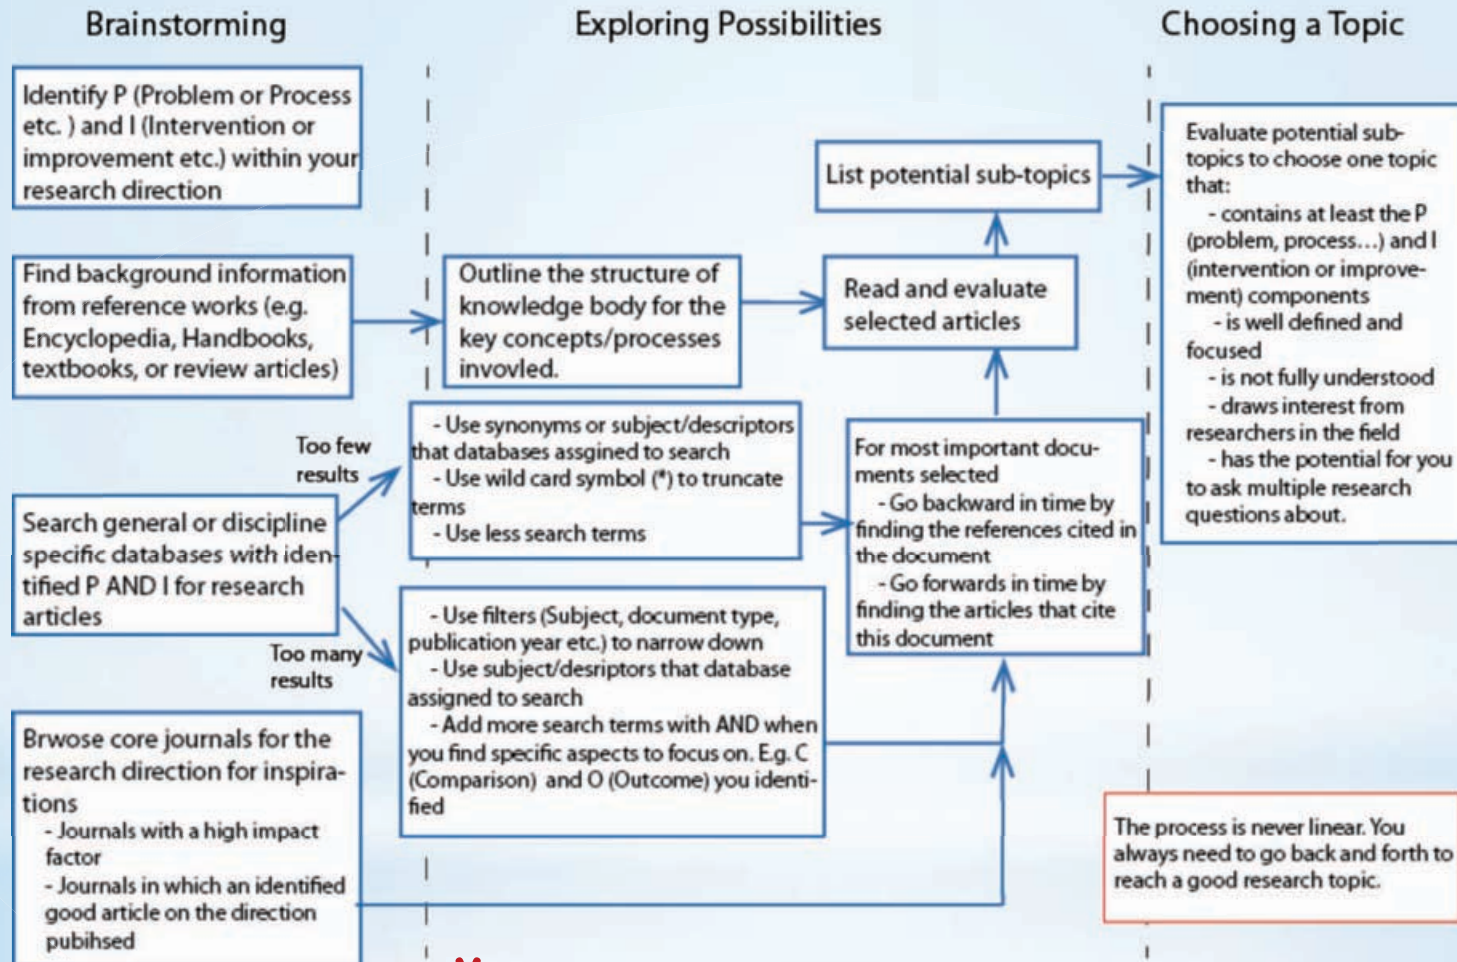 Brainstorming
Exploring Possibilities
Choosing a Topic
Identify P (Problem or Process
etc. ) and I (Intervention or
improvement etc.) within your
research direction
Find background information
from reference works (e.g.
Encyclopedia, Handbooks,
textbooks, or review articles)
Search general or discipline
specific databases with iden-
tified P AND I for research
articles
Too few
results
Too many
results
Brwose core journals for the
research direction for inspira-
tions
- Journals with a high impact
factor
- Journals in which an identified
good article on the direction
pubihsed
Outline the structure of
knowledge body for the
key concepts/processes
invovled.
- Use synonyms or subject/descriptors
that databases assgined to search
- Use wild card symbol (*) to truncate
terms
- Use less search terms
- Use filters (Subject, document type,
publication year etc.) to narrow down
- Use subject/desriptors that database
assigned to search
- Add more search terms with AND when
you find specific aspects to focus on. E.g. C
(Comparison) and O (Outcome) you identi-
fied
List potential sub-topics
Read and evaluate
selected articles
For most important docu-
ments selected
- Go backward in time by
finding the references cited in
the document
- Go forwards in time by
finding the articles that cite
this document
Evaluate potential sub-
topics to choose one topic
that:
- contains at least the P
(problem, process...) and I
(intervention or improve-
ment) components
- is well defined and
focused
- is not fully understood
- draws interest from
researchers in the field
- has the potential for you
to ask multiple research
questions about.
The process is never linear. You
always need to go back and forth to
reach a good research topic.